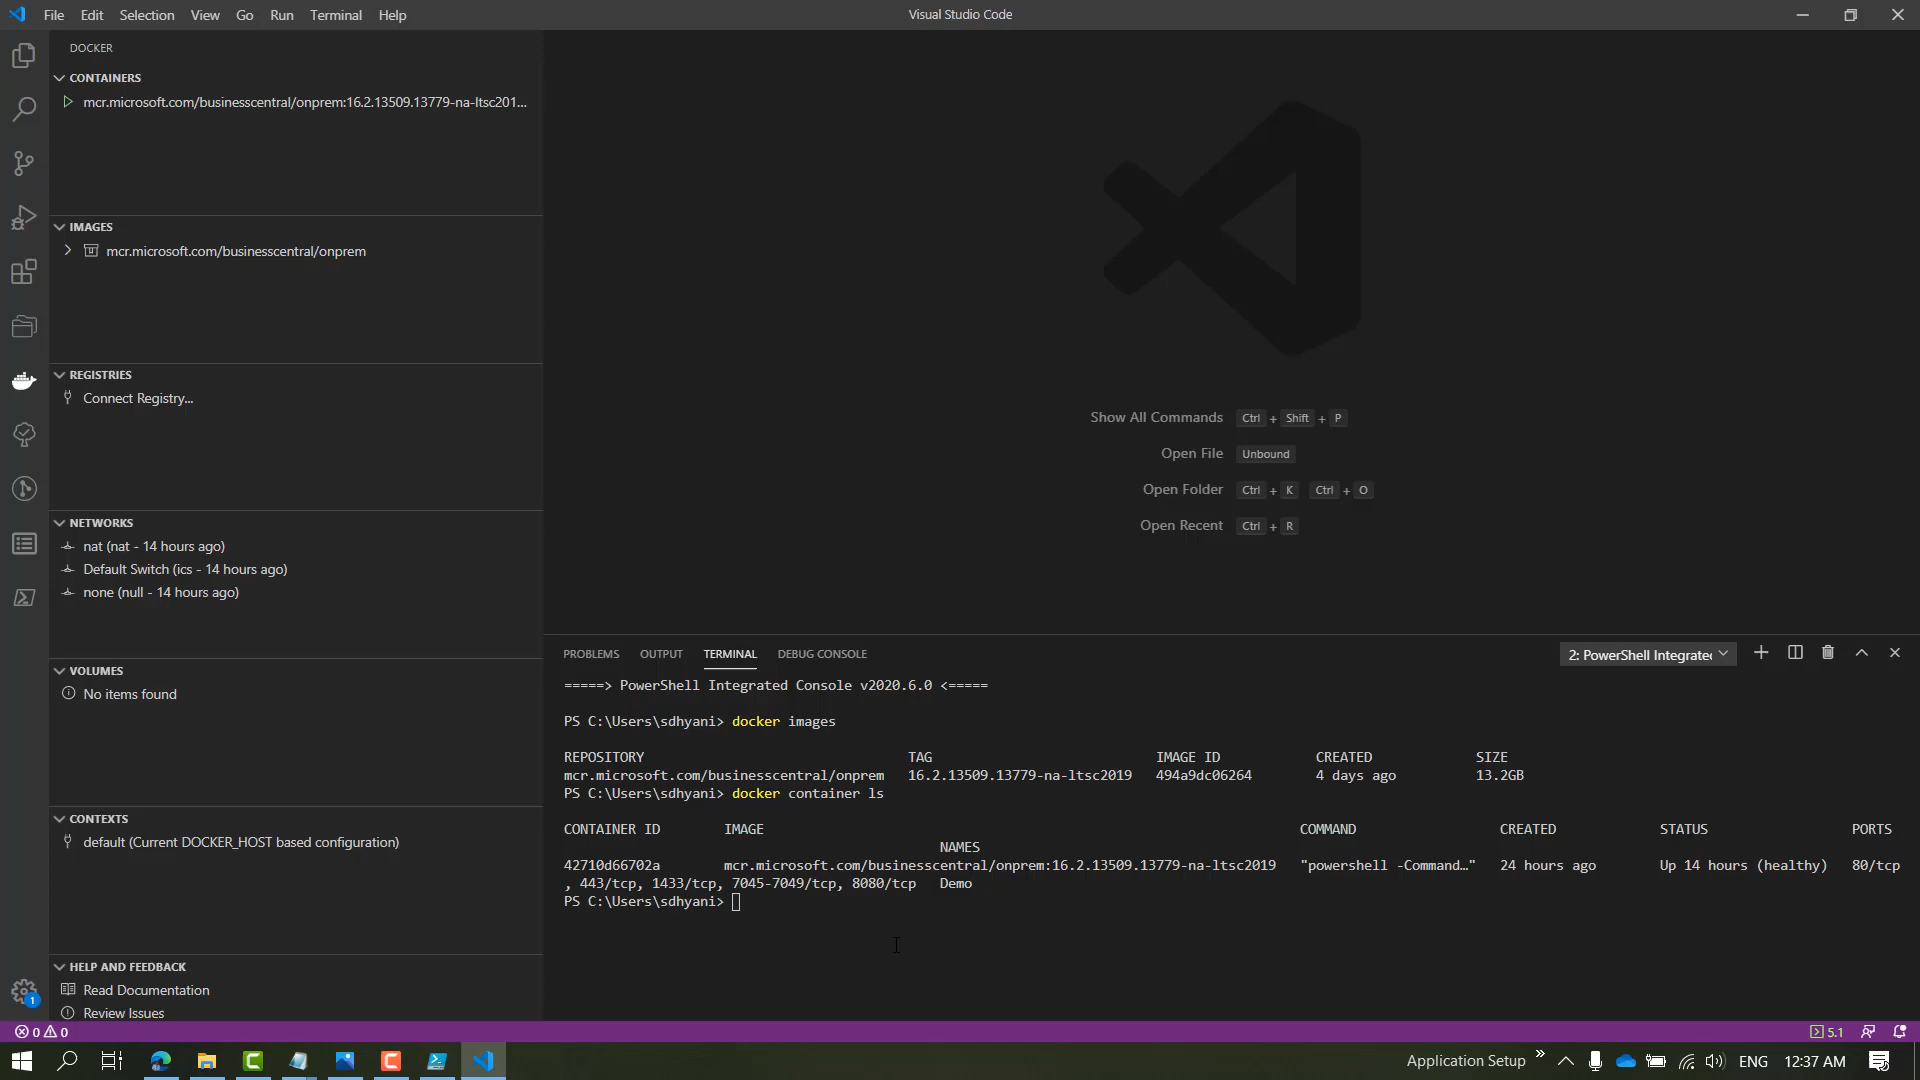 File Edit Selection View Go Run Terminal Help
Visual Studio Code
DOCKER
CONTAINERS
mcr.microsoft.com/businesscentral/onprem:16.2.13509.13779-na-ltsc201...
IMAGES
mcr.microsoft.com/businesscentral/onprem
REGISTRIES
Connect Registry...
NETWORKS
nat (nat - 14 hours ago)
Default Switch (ics - 14 hours ago)
none (null - 14 hours ago)
VOLUMES
No items found
CONTEXTS
default (Current DOCKER_HOST based configuration)
HELP AND FEEDBACK
Read Documentation
Review Issues
Show All Commands Ctrl + Shift + P
Open File Unbound
Open Folder Ctrl + K Ctrl + O
Open Recent Ctrl + R
PROBLEMS OUTPUT TERMINAL DEBUG CONSOLE
2: PowerShell Integrated
=====> PowerShell Integrated Console v2020.6.0 <=====
PS C:\Users\sdhyani> docker images
REPOSITORY TAG IMAGE ID CREATED SIZE
mcr.microsoft.com/businesscentral/onprem 16.2.13509.13779-na-ltsc2019 494a9dc06264 4 days ago 13.2GB
PS C:\Users\sdhyani> docker container ls
CONTAINER ID IMAGE COMMAND CREATED STATUS PORTS
NAMES
42710d66702a mcr.microsoft.com/businesscentral/onprem:16.2.13509.13779-na-ltsc2019 "powershell -Command…" 24 hours ago Up 14 hours (healthy) 80/tcp
, 443/tcp, 1433/tcp, 7045-7049/tcp, 8080/tcp Demo
PS C:\Users\sdhyani>
1
0 0
5.1
Application Setup » ENG 12:37 AM